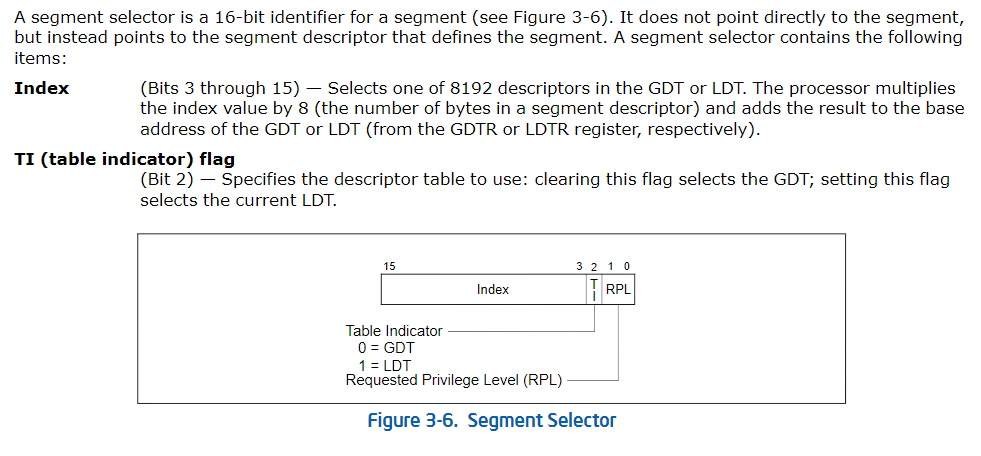 A segment selector is a 16-bit identifier for a segment (see Figure 3-6). It does not point directly to the segment,
but instead points to the segment descriptor that defines the segment. A segment selector contains the following
items:
Index (Bits 3 through 15) — Selects one of 8192 descriptors in the GDT or LDT. The processor multiplies
the index value by 8 (the number of bytes in a segment descriptor) and adds the result to the base
address of the GDT or LDT (from the GDTR or LDTR register, respectively).
TI (table indicator) flag
(Bit 2) — Specifies the descriptor table to use: clearing this flag selects the GDT; setting this flag
selects the current LDT.
15 3 2 1 0
Index TI RPL
Table Indicator
0 = GDT
1 = LDT
Requested Privilege Level (RPL)
Figure 3-6. Segment Selector